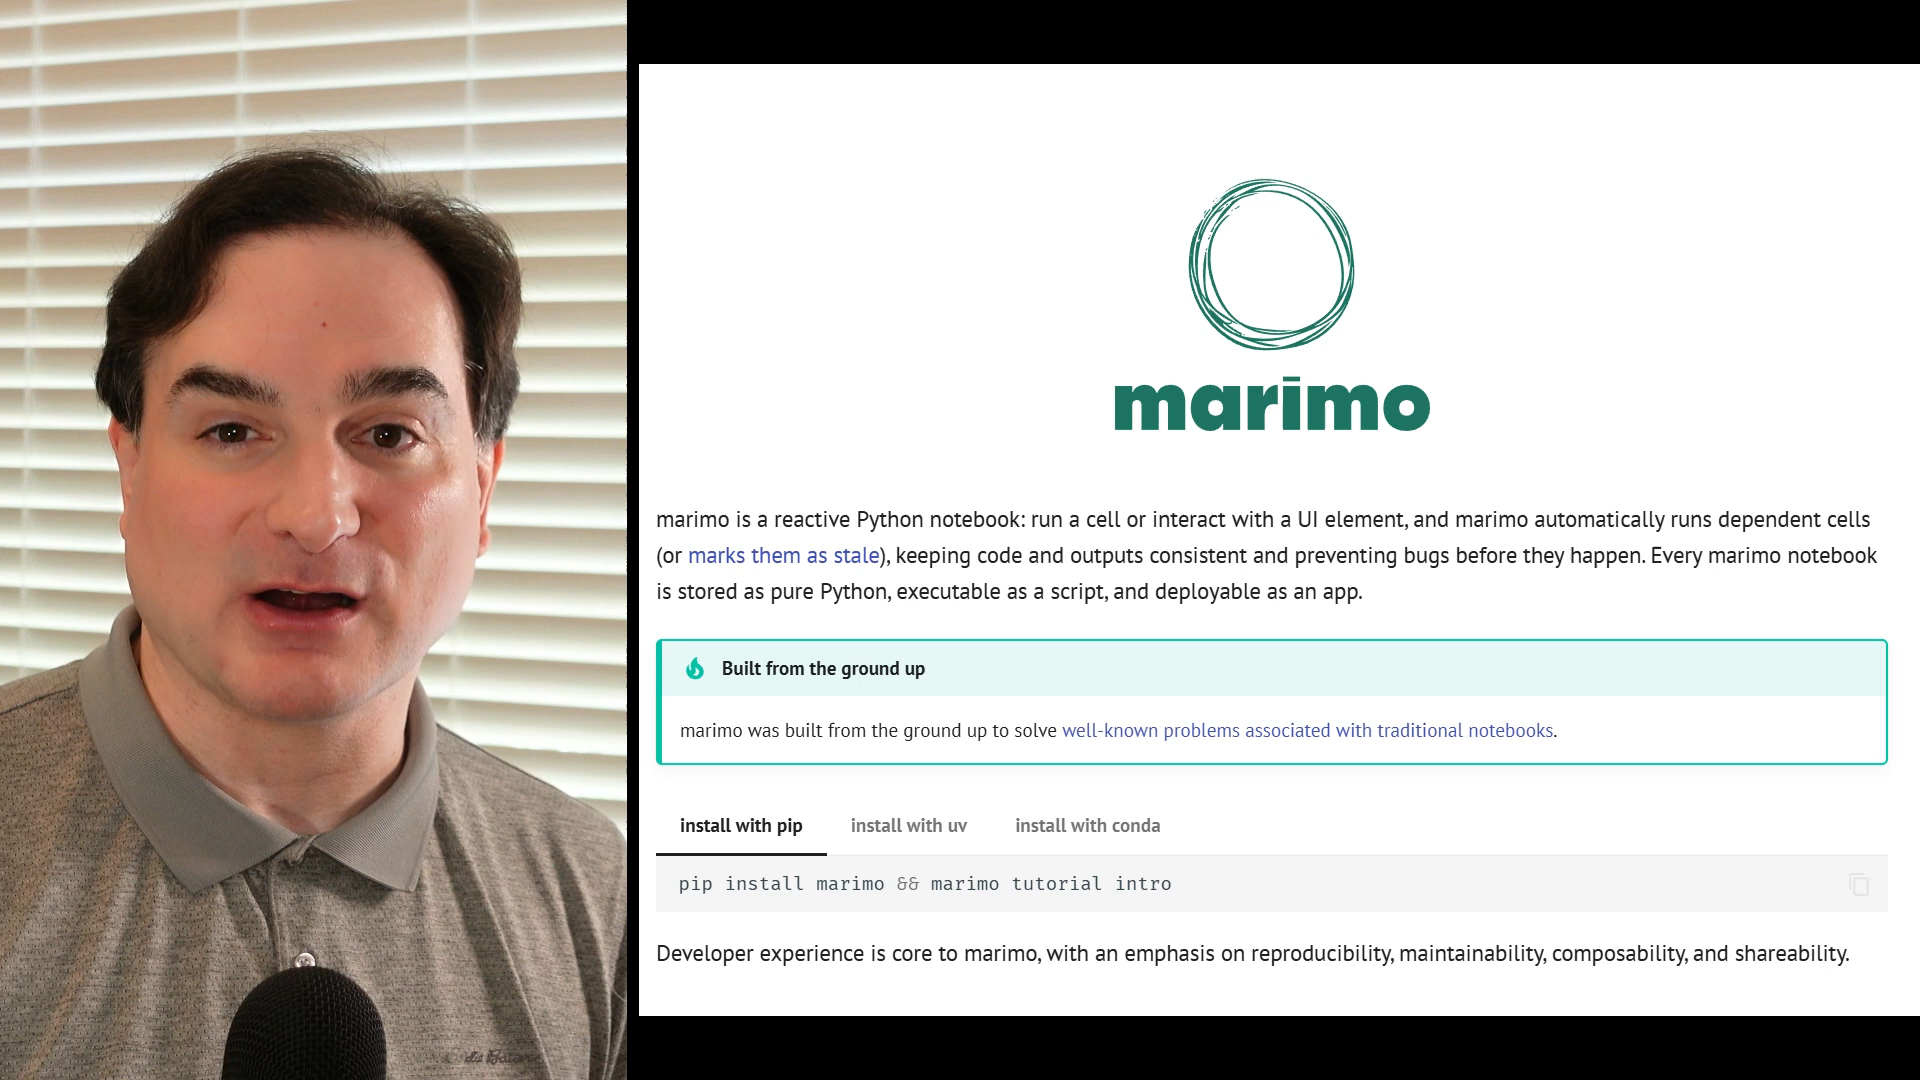 marimo
marimo is a reactive Python notebook: run a cell or interact with a UI element, and marimo automatically runs dependent cells
(or marks them as stale), keeping code and outputs consistent and preventing bugs before they happen. Every marimo notebook
is stored as pure Python, executable as a script, and deployable as an app.
Built from the ground up
marimo was built from the ground up to solve well-known problems associated with traditional notebooks.
install with pip install with uv install with conda
pip install marimo && marimo tutorial intro
Developer experience is core to marimo, with an emphasis on reproducibility, maintainability, composability, and shareability.